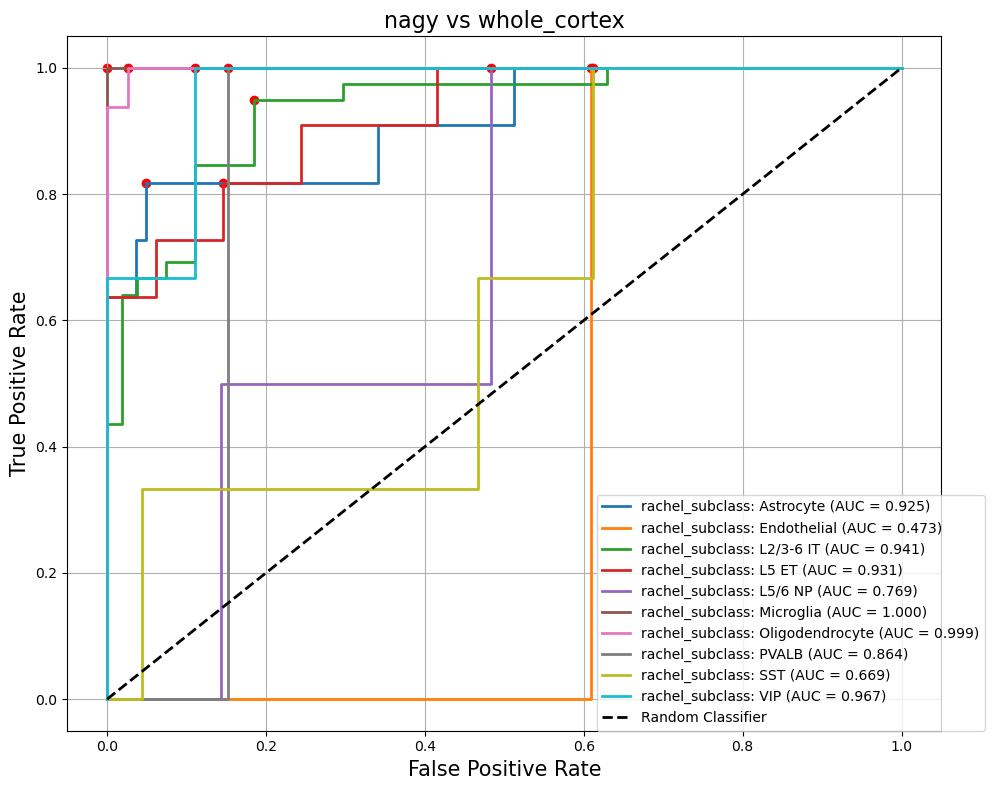 nagy vs whole_cortex
True Positive Rate
1.0
0.8
0.6
0.4
0.2
0.0
rachel_subclass: Astrocyte (AUC = 0.925)
rachel_subclass: Endothelial (AUC = 0.473)
rachel_subclass: L2/3-6 IT (AUC = 0.941)
rachel_subclass: L5 ET (AUC = 0.931)
rachel_subclass: L5/6 NP (AUC = 0.769)
rachel_subclass: Microglia (AUC = 1.000)
rachel_subclass: Oligodendrocyte (AUC = 0.999)
rachel_subclass: PVALB (AUC = 0.864)
rachel_subclass: SST (AUC = 0.669)
rachel_subclass: VIP (AUC = 0.967)
Random Classifier
0.0 0.2 0.4 0.6 0.8 1.0
False Positive Rate